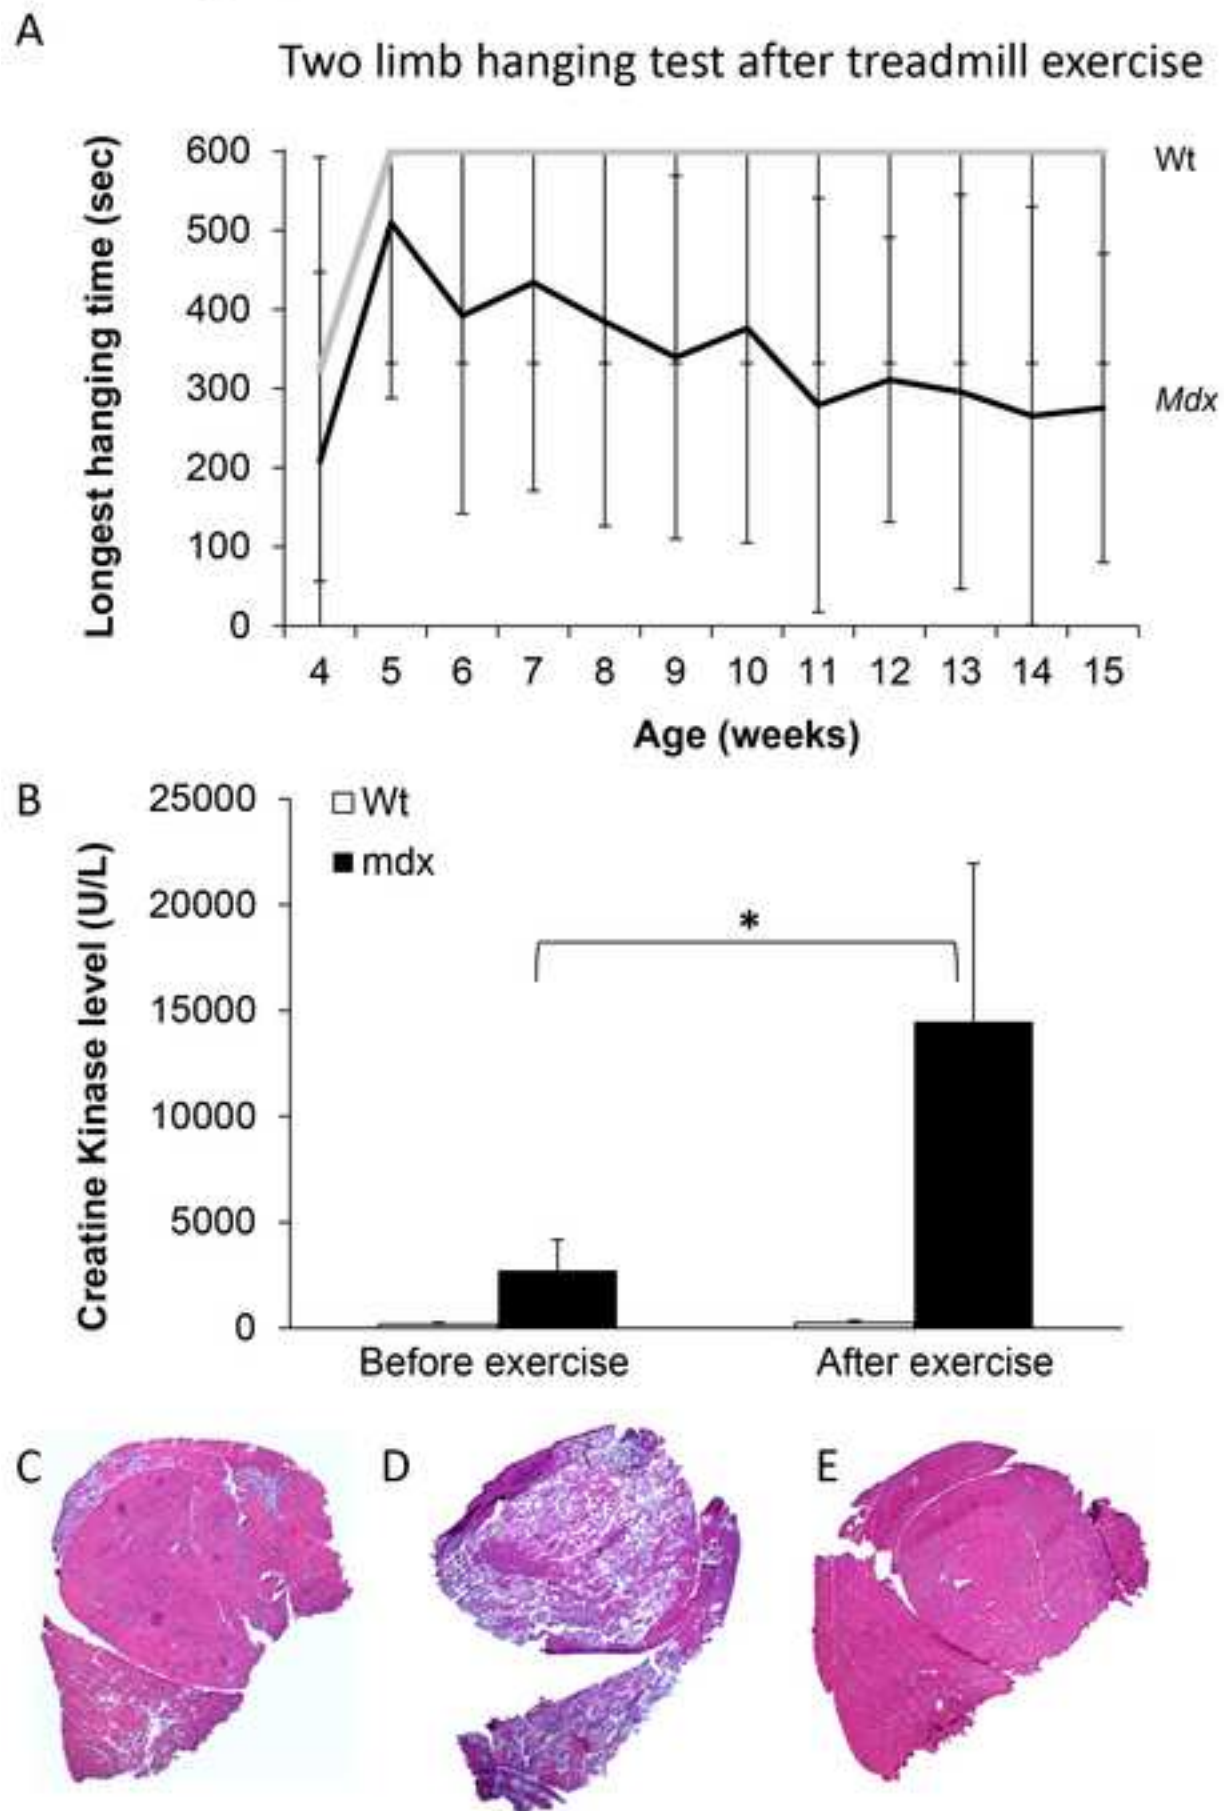 A
Two limb hanging test after treadmill exercise
Longest hanging time (sec)
600
500
400
300
200
100
0
Wt
Mdx
4 5 6 7 8 9 10 11 12 13 14 15
Age (weeks)
B
Creatine Kinase level (U/L)
25000
20000
15000
10000
5000
0
Wt
mdx
*
Before exercise After exercise
C D E